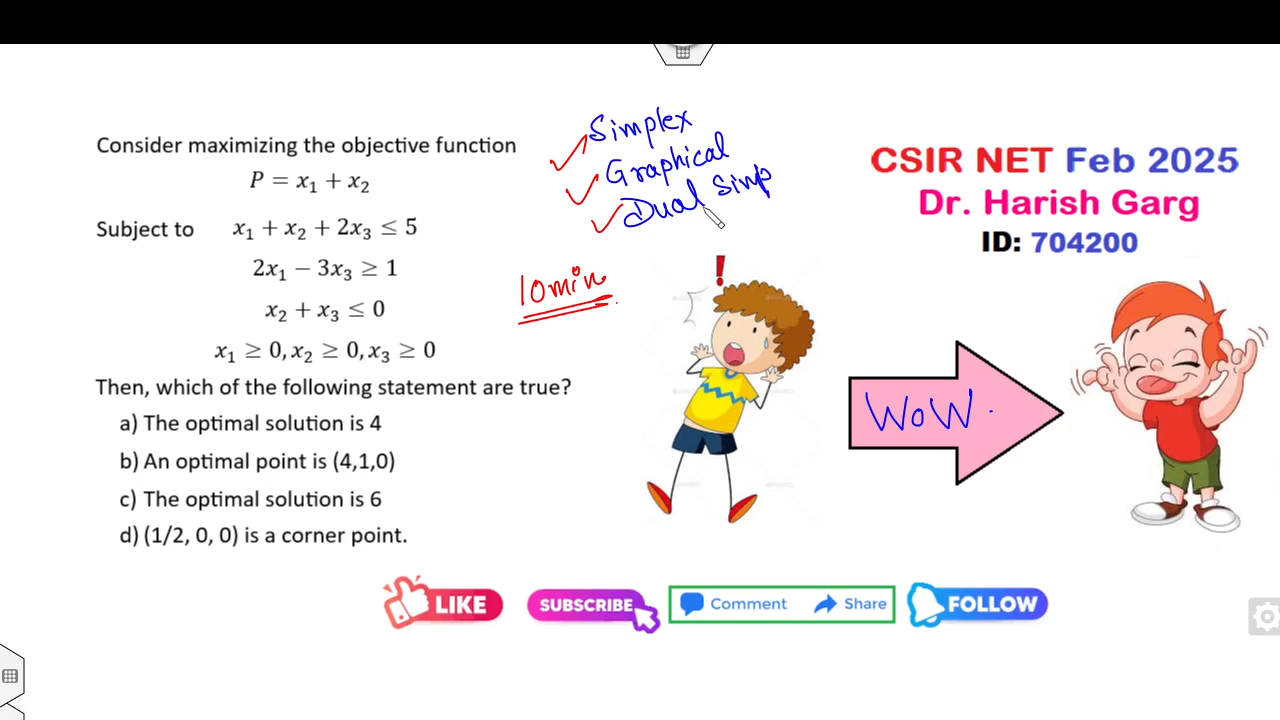 Consider maximizing the objective function
P = x₁ + x₂
Subject to x₁ + x₂ + 2x₃ ≤ 5
2x₁ − 3x₃ ≥ 1
x₂ + x₃ ≤ 0
x₁ ≥ 0, x₂ ≥ 0, x₃ ≥ 0
Then, which of the following statement are true?
a) The optimal solution is 4
b) An optimal point is (4,1,0)
c) The optimal solution is 6
d) (1/2, 0, 0) is a corner point.
Simplex
Graphical
Dual Simp
10min
!
CSIR NET Feb 2025
Dr. Harish Garg
ID: 704200
WoW.
LIKE
SUBSCRIBE
Comment
Share
FOLLOW